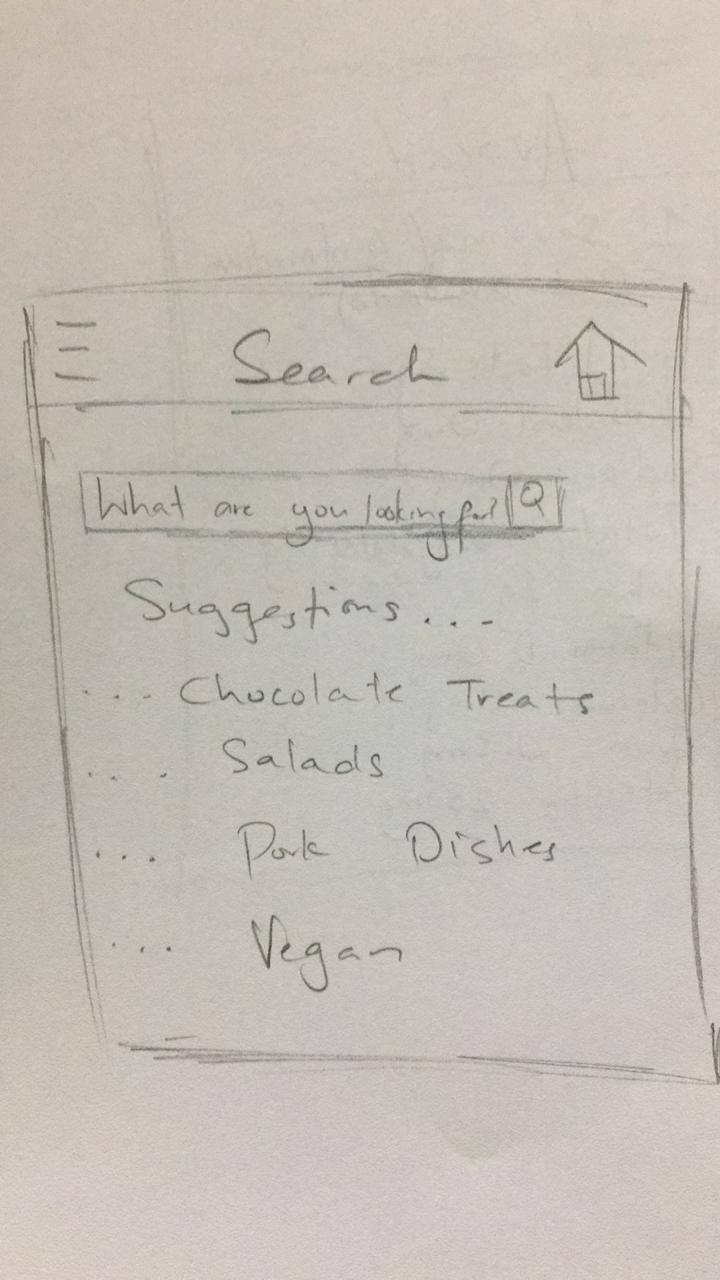 Search
What are you looking for?
Suggestions...
... Chocolate Treats
... Salads
... Pork Dishes
... Vegan